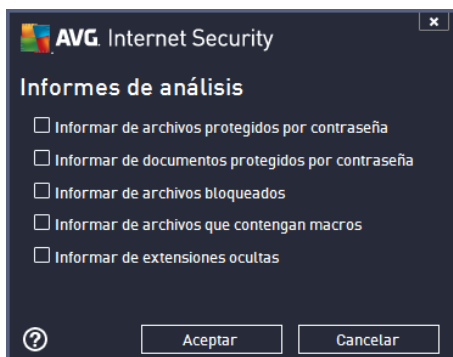 AVG. Internet Security
Informes de análisis
Informar de archivos protegidos por contraseña
Informar de documentos protegidos por contraseña
Informar de archivos bloqueados
Informar de archivos que contengan macros
Informar de extensiones ocultas
? Aceptar Cancelar